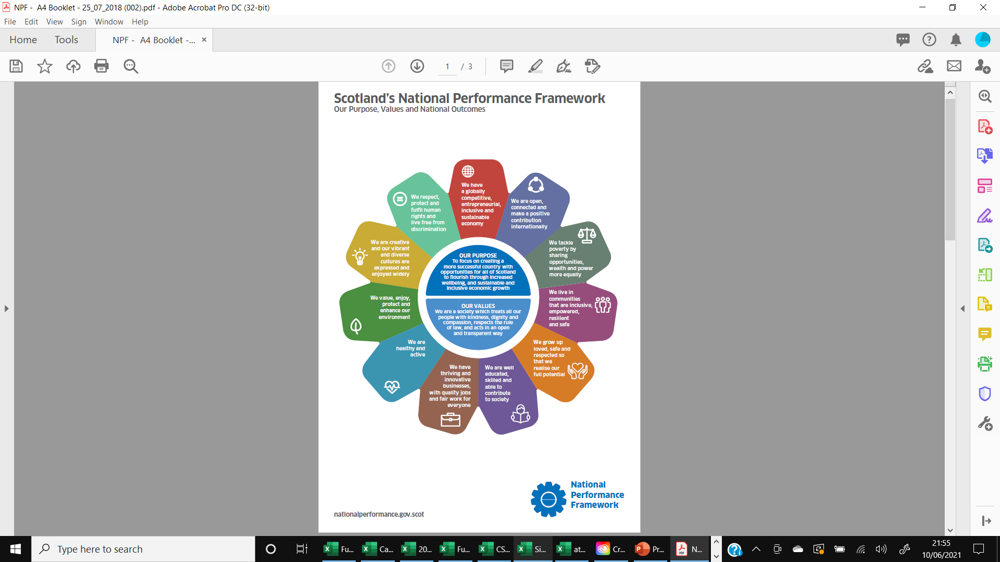 NPF -  A4 Booklet - 25_07_2018 (002).pdf - Adobe Acrobat Pro DC (32-bit)
File Edit View Sign Window Help
Home Tools NPF -  A4 Booklet -... ×
1 / 3
Scotland's National Performance Framework
Our Purpose, Values and National Outcomes
We have
a globally
competitive,
entrepreneurial,
inclusive and
sustainable
economy
We are open,
connected and
make a positive
contribution
internationally
We tackle
poverty by
sharing
opportunities,
wealth and power
more equally
We live in
communities
that are inclusive,
empowered,
resilient
and safe
We grow up
loved, safe and
respected so
that we
realise our
full potential
We are well
educated,
skilled and
able to
contribute
to society
We have
thriving and
innovative
businesses,
with quality jobs
and fair work for
everyone
We are
healthy and
active
We value, enjoy,
protect and
enhance our
environment
We are creative
and our vibrant
and diverse
cultures are
expressed and
enjoyed widely
We respect,
protect and
fulfil human
rights and
live free from
discrimination
OUR PURPOSE
To focus on creating a
more successful country with
opportunities for all of Scotland
to flourish through increased
wellbeing, and sustainable and
inclusive economic growth
OUR VALUES
We are a society which treats all our
people with kindness, dignity and
compassion, respects the rule
of law, and acts in an open
and transparent way
National
Performance
Framework
nationalperformance.gov.scot
Type here to search
Fu... Ca... 20... Fu... CS... Si... at... Cr... Pr... N...
21:55
10/06/2021